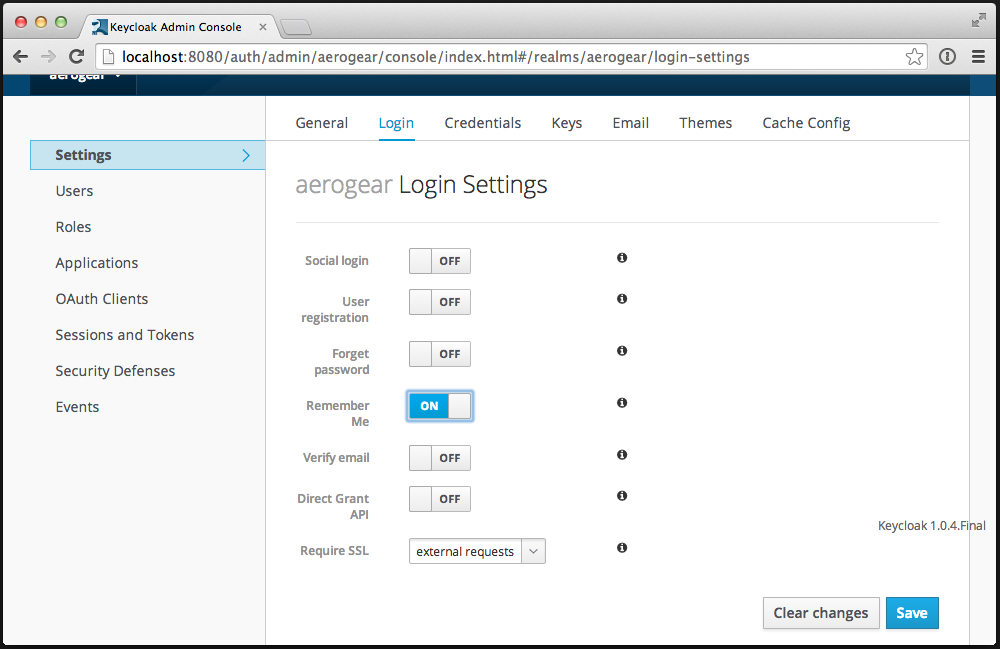 Keycloak Admin Console
localhost:8080/auth/admin/aerogear/console/index.html#/realms/aerogear/login-settings
aerogear
General Login Credentials Keys Email Themes Cache Config
Settings
Users
Roles
Applications
OAuth Clients
Sessions and Tokens
Security Defenses
Events
aerogear Login Settings
Social login OFF
User
registration OFF
Forget
password OFF
Remember
Me ON
Verify email OFF
Direct Grant
API OFF
Keycloak 1.0.4.Final
Require SSL external requests
Clear changes Save